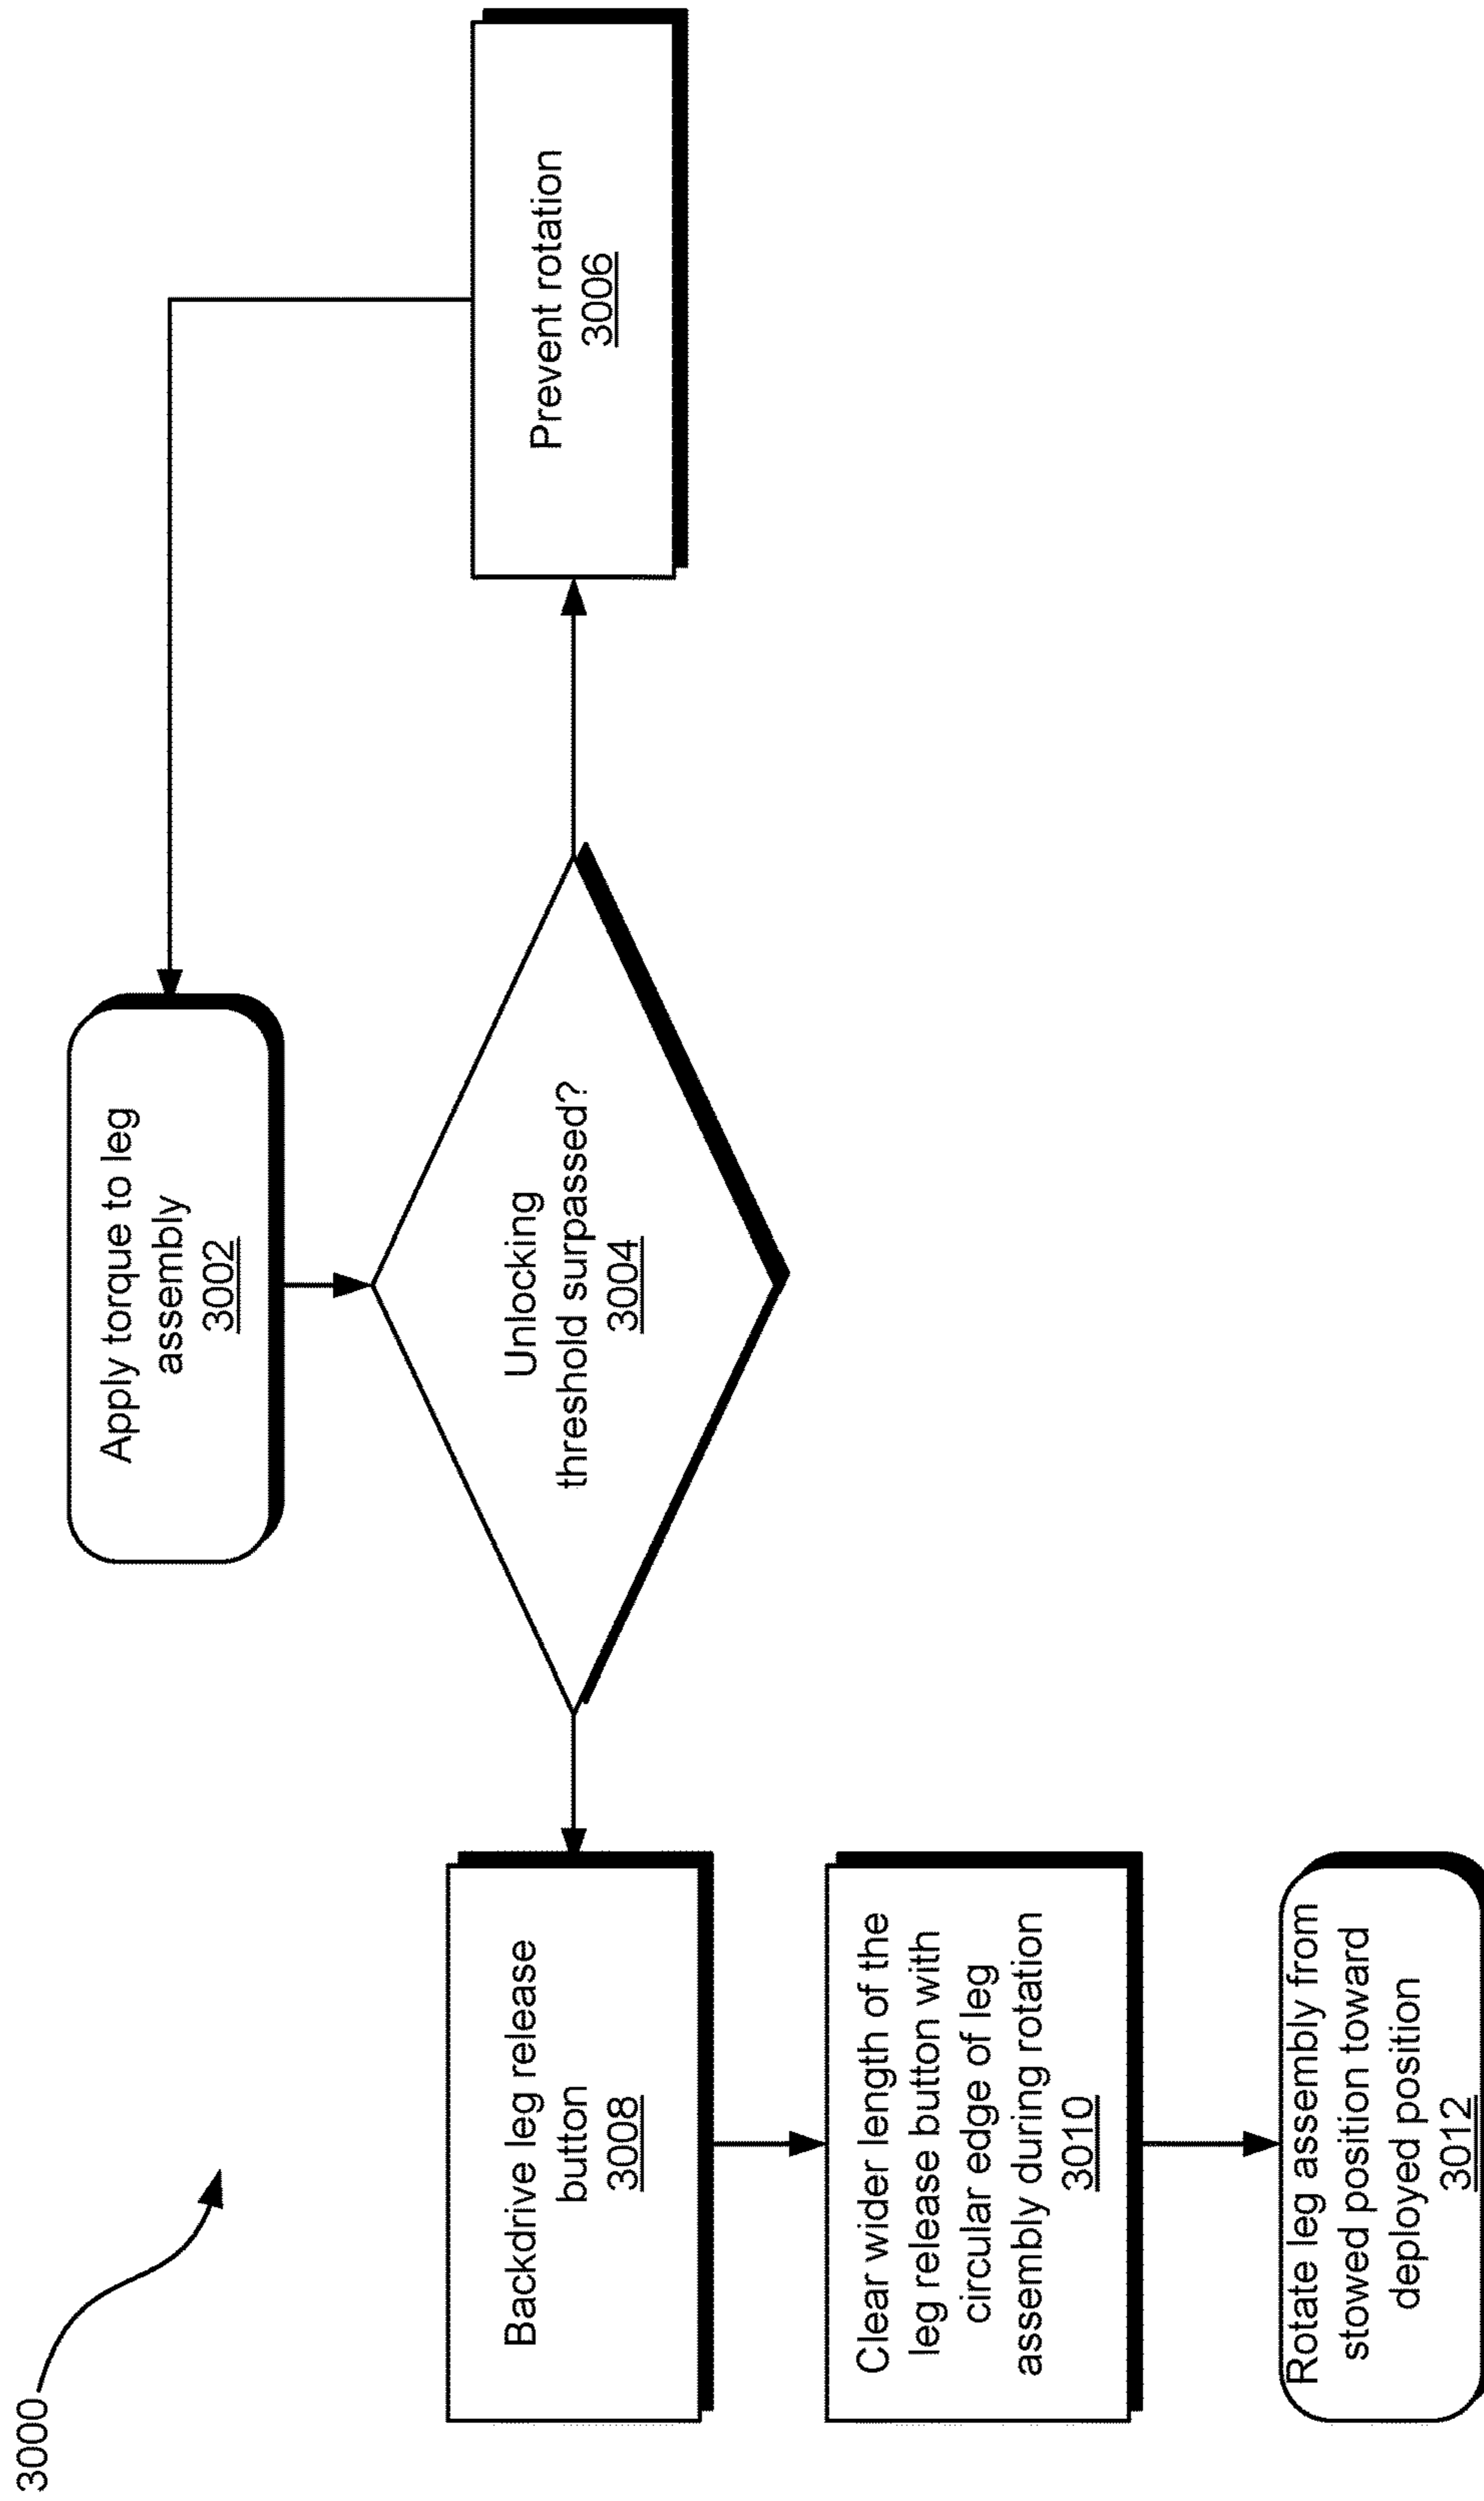 3000
Apply torque to leg
assembly
3002
Unlocking
threshold surpassed?
3004
Prevent rotation
3006
Backdrive leg release
button
3008
Clear wider length of the
leg release button with
circular edge of leg
assembly during rotation
3010
Rotate leg assembly from
stowed position toward
deployed position
3012